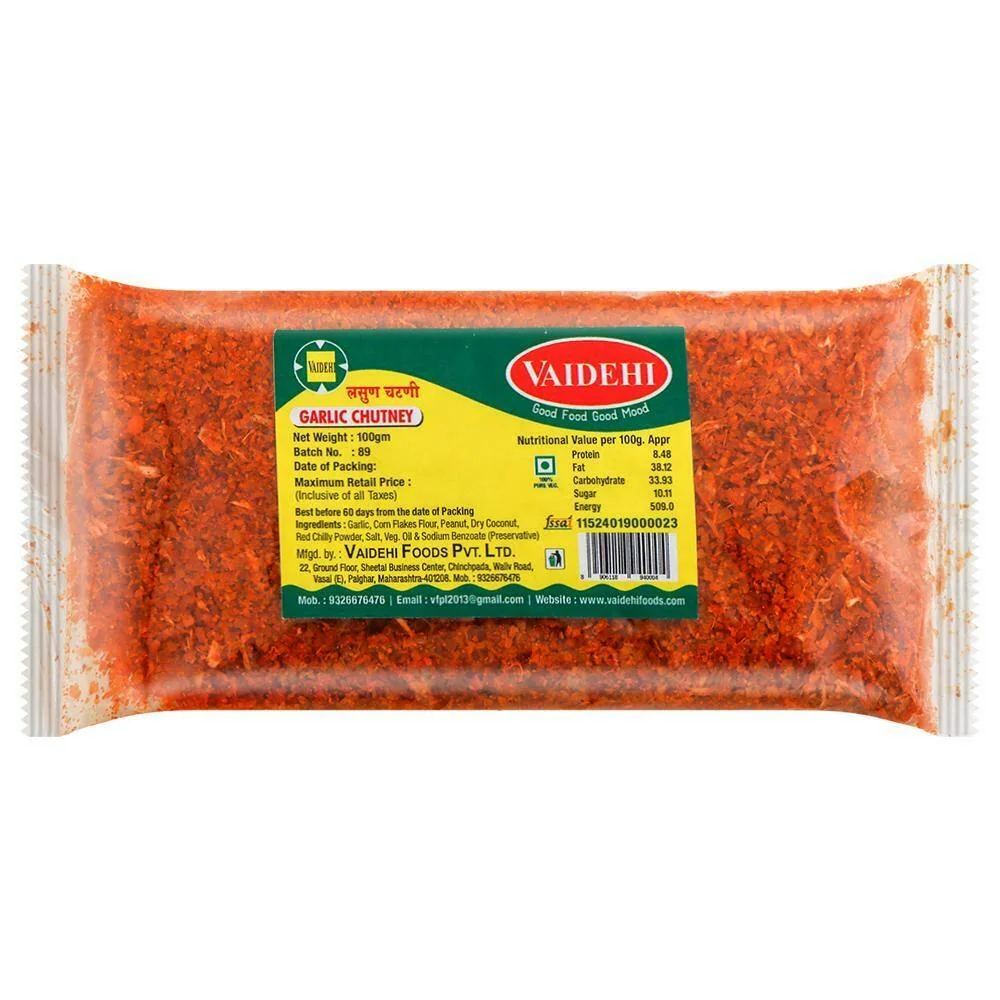 VAIDEHI
लसुण चटणी
GARLIC CHUTNEY
Net Weight : 100gm
Batch No. : 89
Date of Packing:
Maximum Retail Price :
(Inclusive of all Taxes)
Best before 60 days from the date of Packing
Ingredients : Garlic, Corn Flakes Flour, Peanut, Dry Coconut,
Red Chilly Powder, Salt, Veg. Oil & Sodium Benzoate (Preservative)
Mfgd. by. : VAIDEHI FOODS PVT. LTD.
22, Ground Floor, Sheetal Business Center, Chinchpada, Waliv Road,
Vasai (E), Palghar, Maharashtra-401208. Mob. : 9326676476
VAIDEHI
Good Food Good Mood
Nutritional Value per 100g. Appr
Protein 8.48
Fat 38.12
Carbohydrate 33.93
Sugar 10.11
Energy 509.0
100%
PURE VEG.
fssai 11524019000023
8 906118 940004
Mob. : 9326676476 | Email : vfpl2013@gmail.com | Website : www.vaidehifoods.com